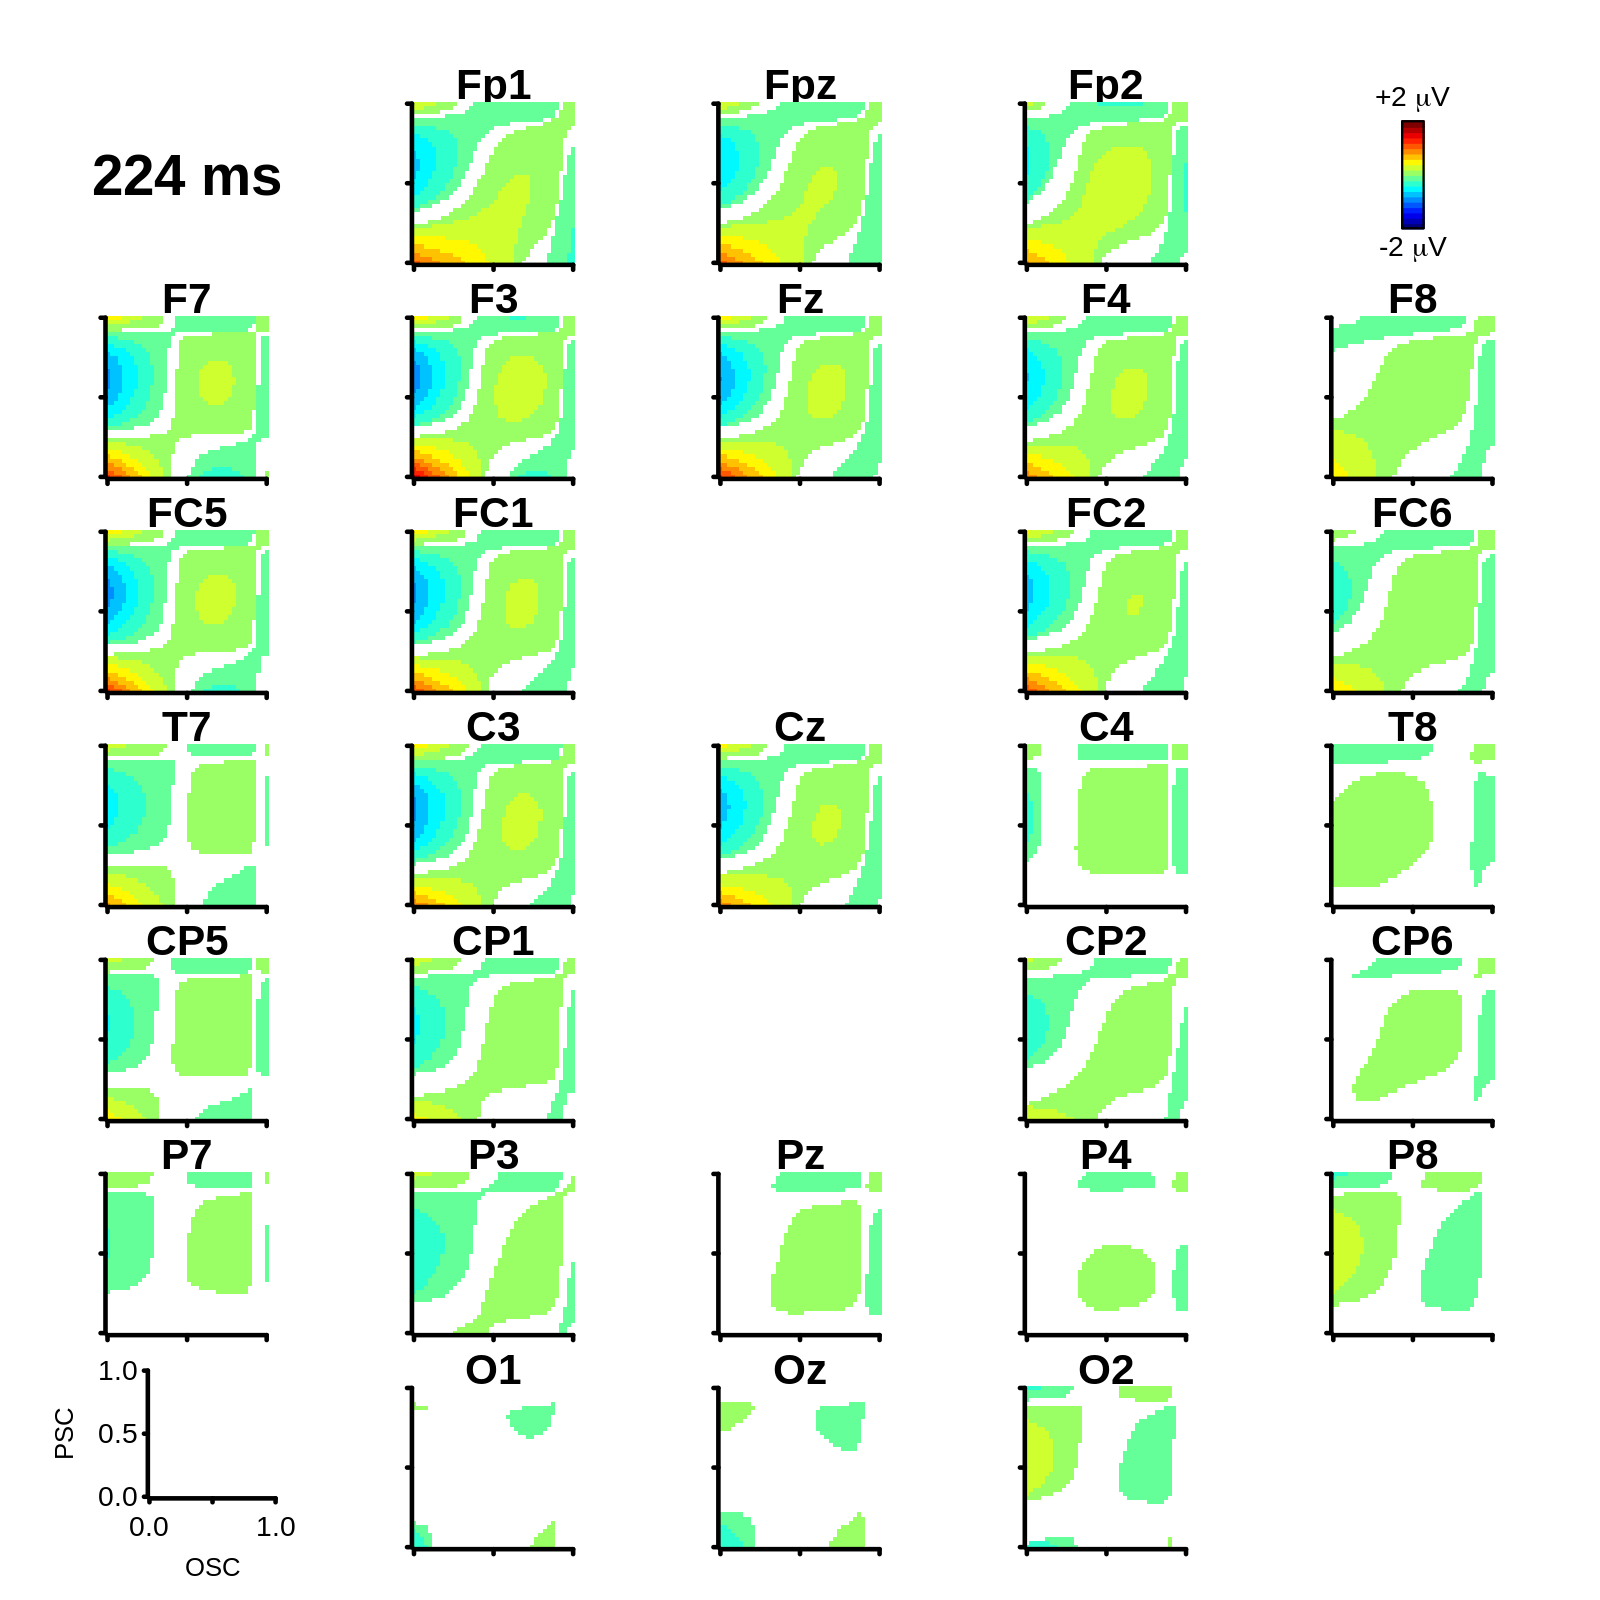 Fp1 Fpz Fp2
+2 μV
224 ms
-2 μV
F7 F3 Fz F4 F8
FC5 FC1 FC2 FC6
T7 C3 Cz C4 T8
CP5 CP1 CP2 CP6
P7 P3 Pz P4 P8
O1 Oz O2
1.0
PSC
0.5
0.0
0.0 1.0
OSC